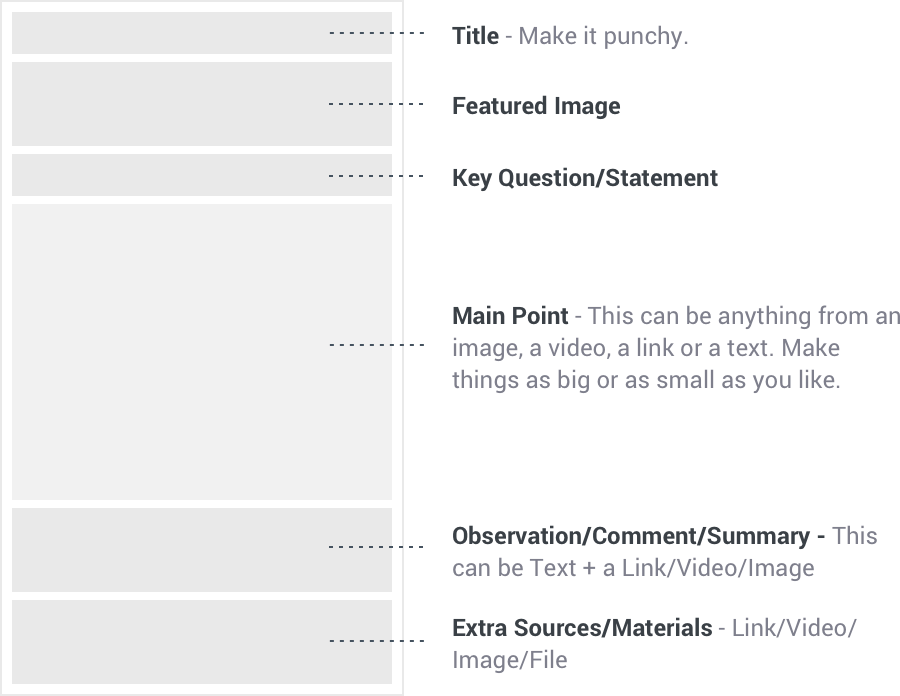 Title - Make it punchy.
Featured Image
Key Question/Statement
Main Point - This can be anything from an
image, a video, a link or a text. Make
things as big or as small as you like.
Observation/Comment/Summary - This
can be Text + a Link/Video/Image
Extra Sources/Materials - Link/Video/
Image/File